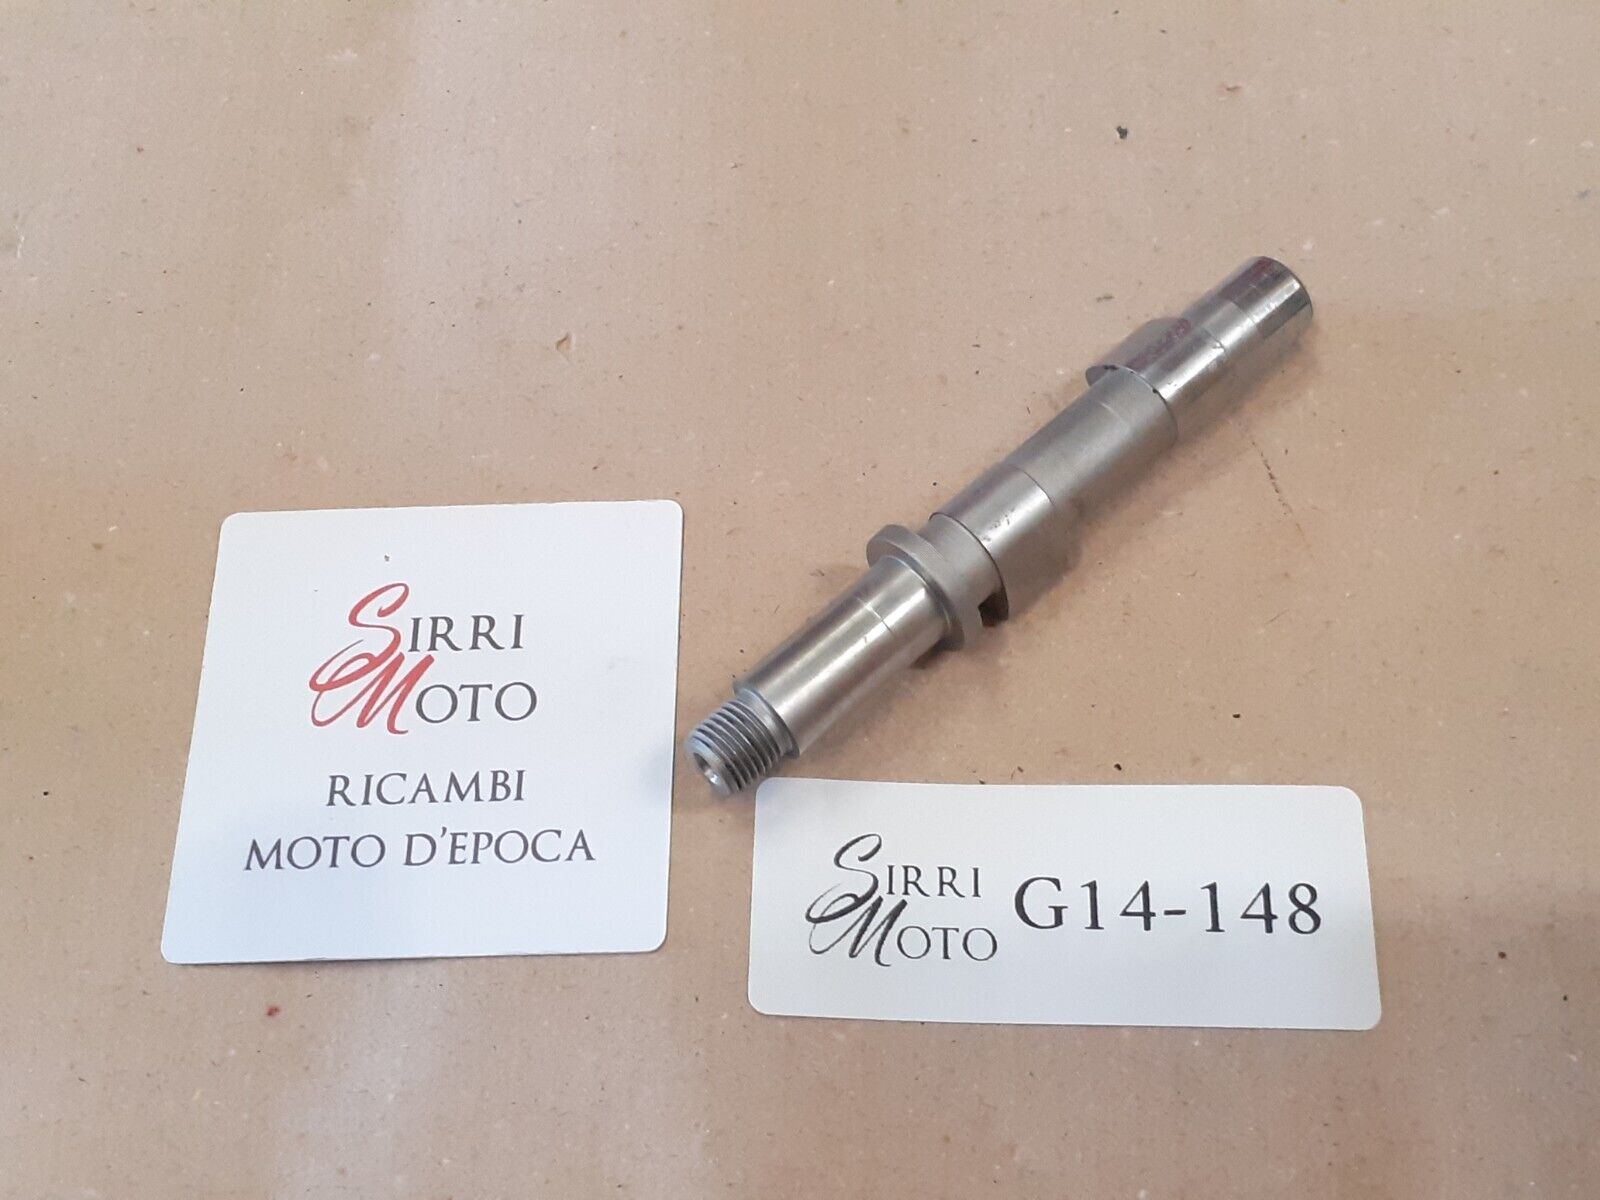 SIRRI
MOTO
RICAMBI
MOTO D'EPOCA
SIRRI
MOTO
G14-148